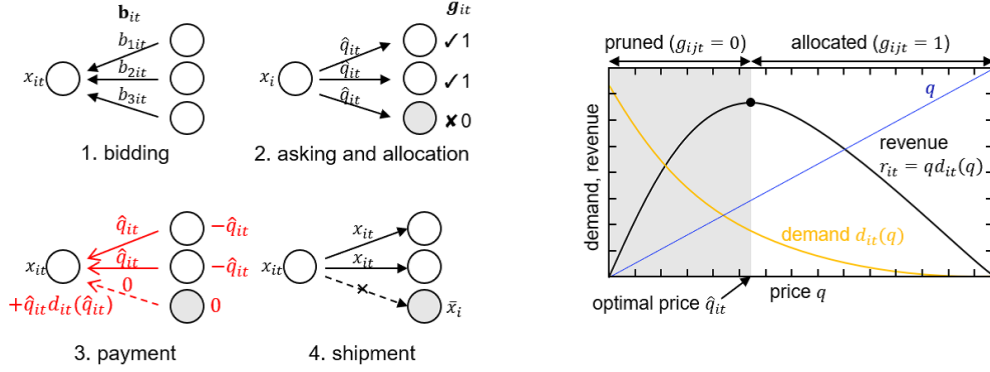 𝐛_it
b_1it
b_2it
b_3it
x_it
1. bidding
𝒈_it
q̂_it
q̂_it
q̂_it
x_i
✓1
✓1
✘0
2. asking and allocation
q̂_it
q̂_it
0
x_it
−q̂_it
−q̂_it
0
+q̂_it d_it(q̂_it)
3. payment
x_it
x_it
x_it
x̄_i
4. shipment
pruned (g_ijt = 0)
allocated (g_ijt = 1)
q
revenue
r_it = qd_it(q)
demand d_it(q)
demand, revenue
optimal price q̂_it
price q